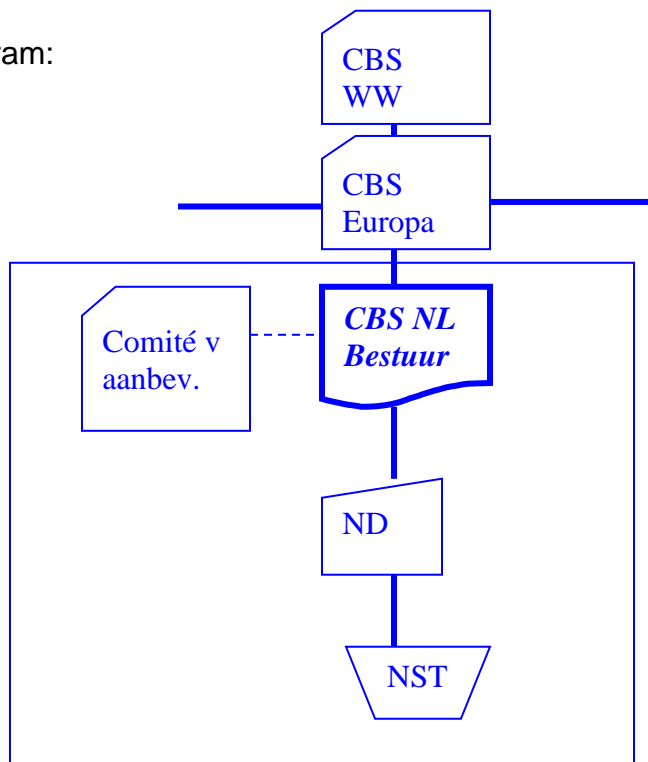 ram:
CBS
WW
CBS
Europa
Comité v
aanbev.
CBS NL
Bestuur
ND
NST